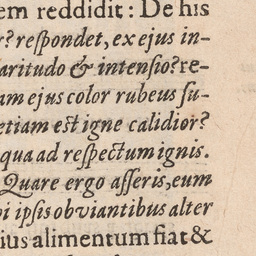 em reddidit: De his
r? reſpondet, ex ejus in-
aritudo & intenſio? re-
am ejus color rubeus ſu-
etiam eſt igne calidior?
qua ad reſpectum ignis.
Quare ergo aſſeris, eum
i ipſis obviantibus alter
ius alimentum fiat &